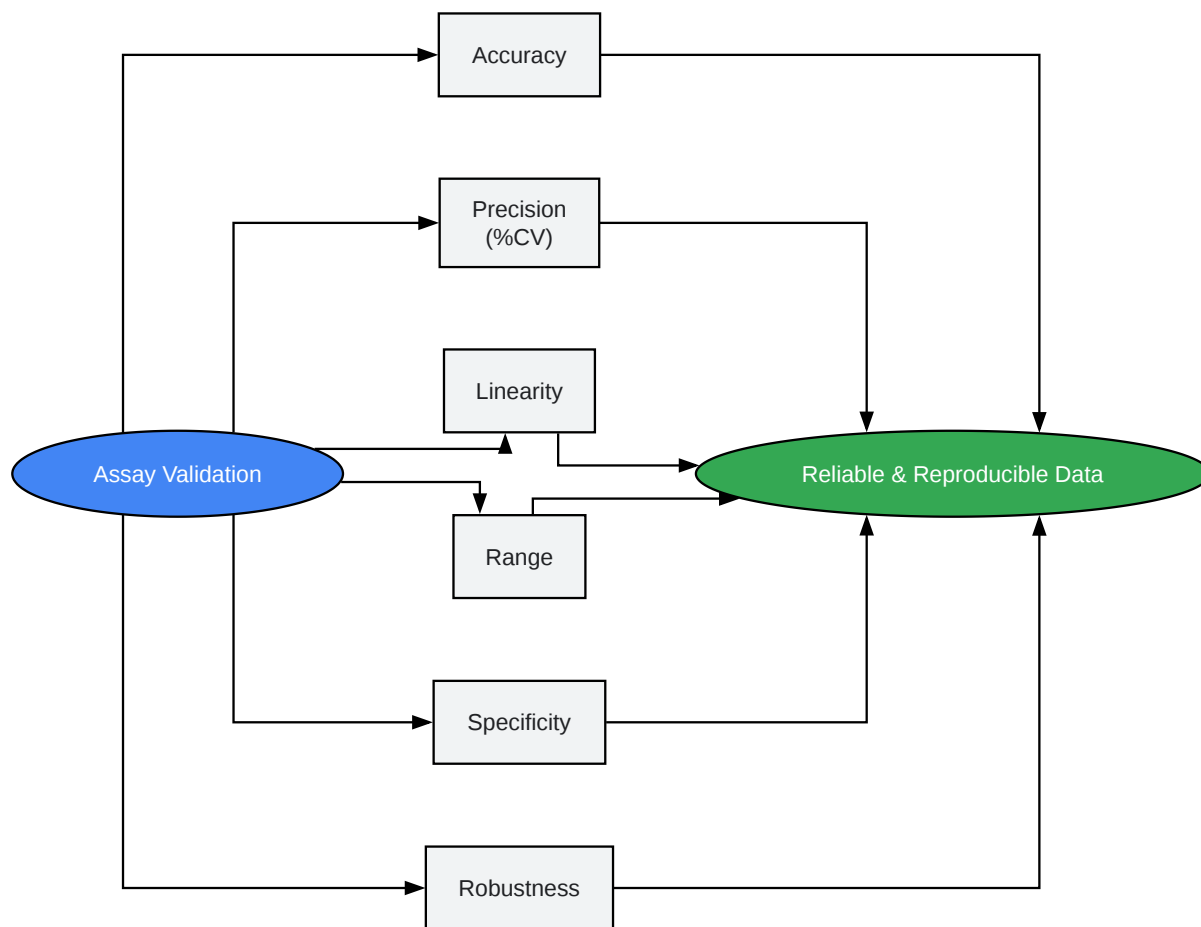 Accuracy
Precision
(%CV)
Linearity
Assay Validation
Reliable & Reproducible Data
Range
Specificity
Robustness